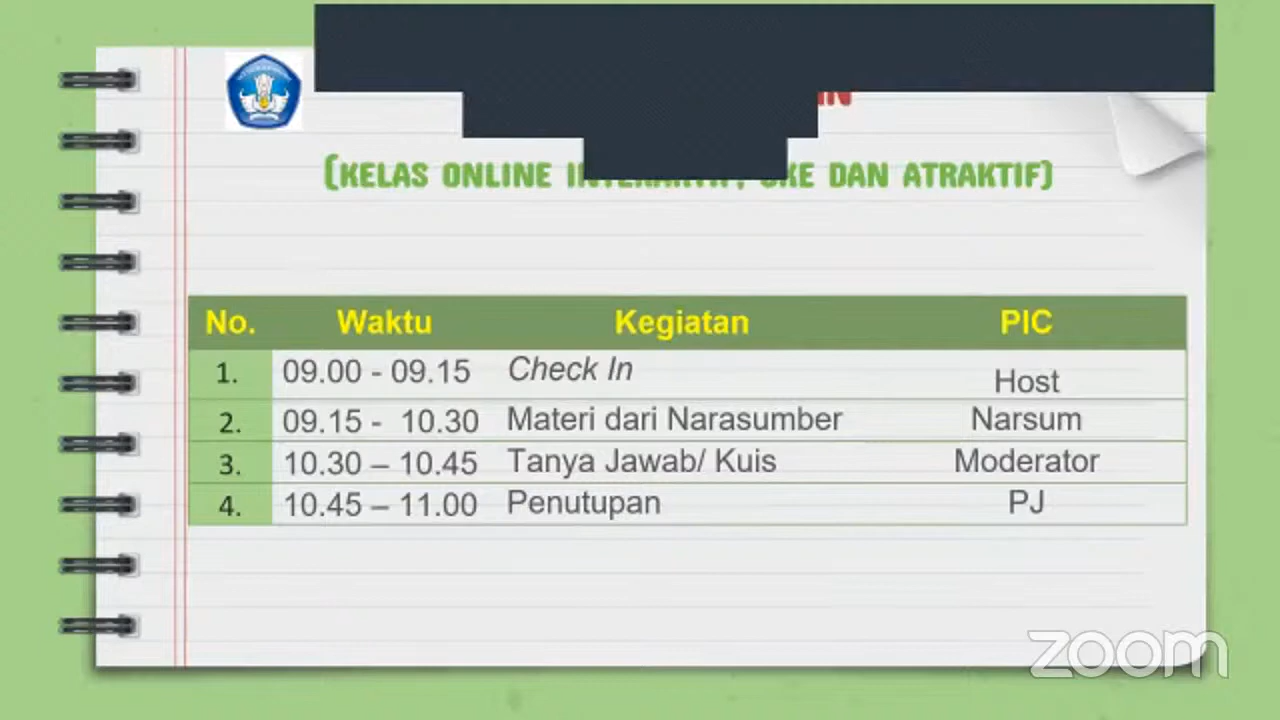 (KELAS ONLINE DAN ATRAKTIF)
No. Waktu Kegiatan PIC
1. 09.00 - 09.15 Check In Host
2. 09.15 - 10.30 Materi dari Narasumber Narsum
3. 10.30 – 10.45 Tanya Jawab/ Kuis Moderator
4. 10.45 – 11.00 Penutupan PJ
zoom